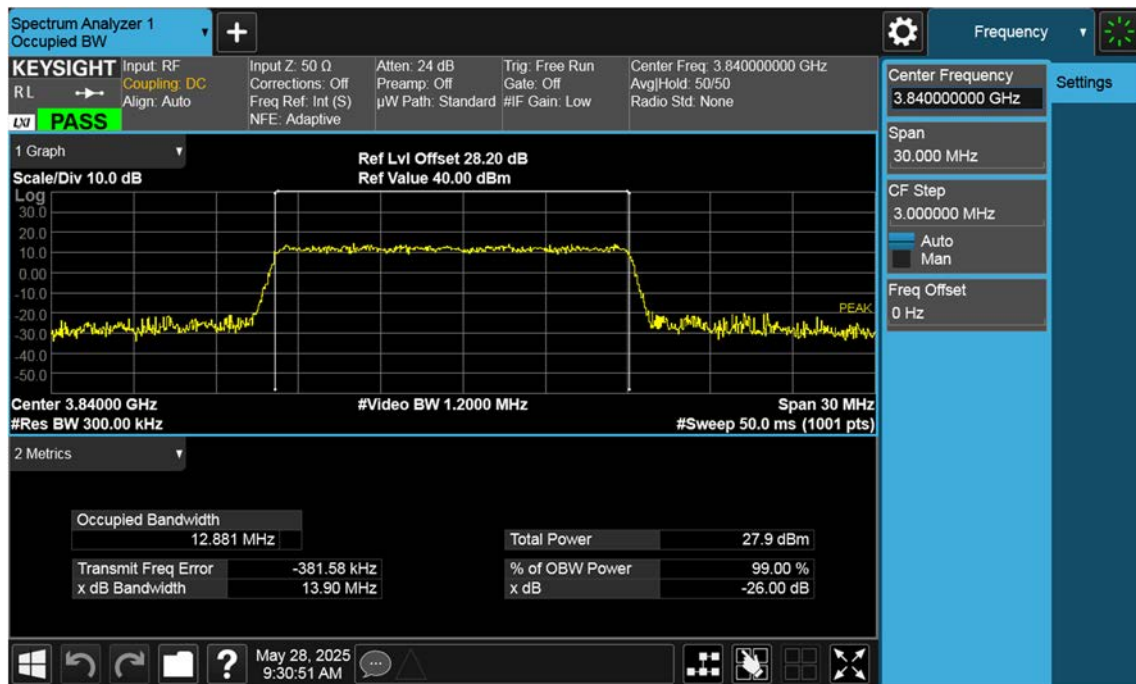 Spectrum Analyzer 1
Occupied BW
Frequency
KEYSIGHT
RL
LXI PASS
Input: RF
Coupling: DC
Align: Auto
Input Z: 50 Ω
Corrections: Off
Freq Ref: Int (S)
NFE: Adaptive
Atten: 24 dB
Preamp: Off
µW Path: Standard
Trig: Free Run
Gate: Off
#IF Gain: Low
Center Freq: 3.840000000 GHz
Avg|Hold: 50/50
Radio Std: None
Center Frequency
3.840000000 GHz
Settings
Span
30.000 MHz
CF Step
3.000000 MHz
Auto
Man
Freq Offset
0 Hz
1 Graph
Scale/Div 10.0 dB
Ref Lvl Offset 28.20 dB
Ref Value 40.00 dBm
Log
30.0
20.0
10.0
0.00
-10.0
-20.0
-30.0
-40.0
-50.0
PEAK
Center 3.84000 GHz
#Video BW 1.2000 MHz
Span 30 MHz
#Res BW 300.00 kHz
#Sweep 50.0 ms (1001 pts)
2 Metrics
Occupied Bandwidth
12.881 MHz
Total Power 27.9 dBm
Transmit Freq Error -381.58 kHz
% of OBW Power 99.00 %
x dB Bandwidth 13.90 MHz
x dB -26.00 dB
?
May 28, 2025
9:30:51 AM